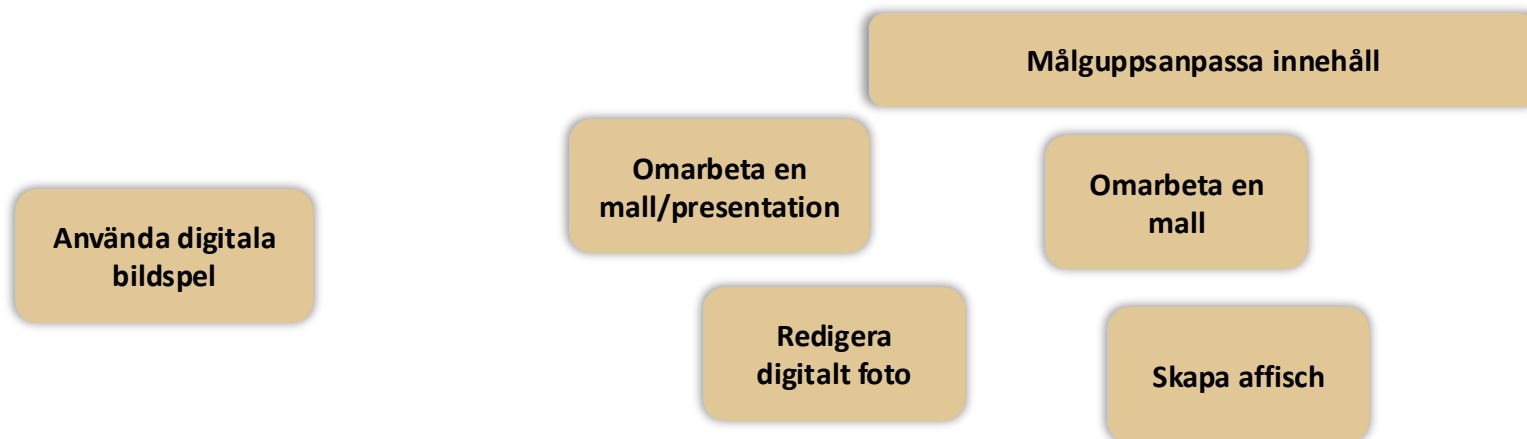 Målguppsanpassa innehåll
Omarbeta en
mall/presentation
Omarbeta en
mall
Använda digitala
bildspel
Redigera
digitalt foto
Skapa affisch